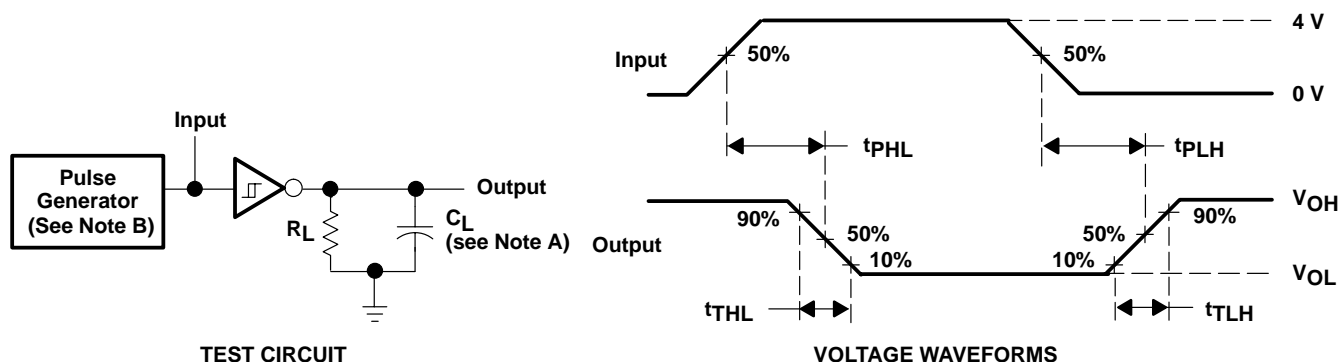 Input
Pulse
Generator
(See Note B)
RL
CL
(see Note A)
Output
TEST CIRCUIT
Input
50%
50%
4 V
0 V
tPHL
tPLH
Output
90%
50%
10%
10%
50%
90%
VOH
VOL
tTHL
tTLH
VOLTAGE WAVEFORMS